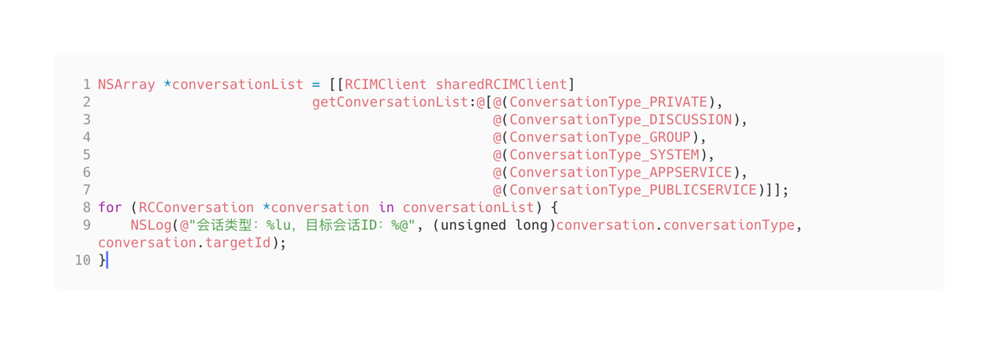 1 NSArray *conversationList = [[RCIMClient sharedRCIMClient]
2 getConversationList:@[@(ConversationType_PRIVATE),
3 @(ConversationType_DISCUSSION),
4 @(ConversationType_GROUP),
5 @(ConversationType_SYSTEM),
6 @(ConversationType_APPSERVICE),
7 @(ConversationType_PUBLICSERVICE)]];
8 for (RCConversation *conversation in conversationList) {
9 NSLog(@"会话类型：%lu，目标会话ID：%@", (unsigned long)conversation.conversationType,
conversation.targetId);
10 }